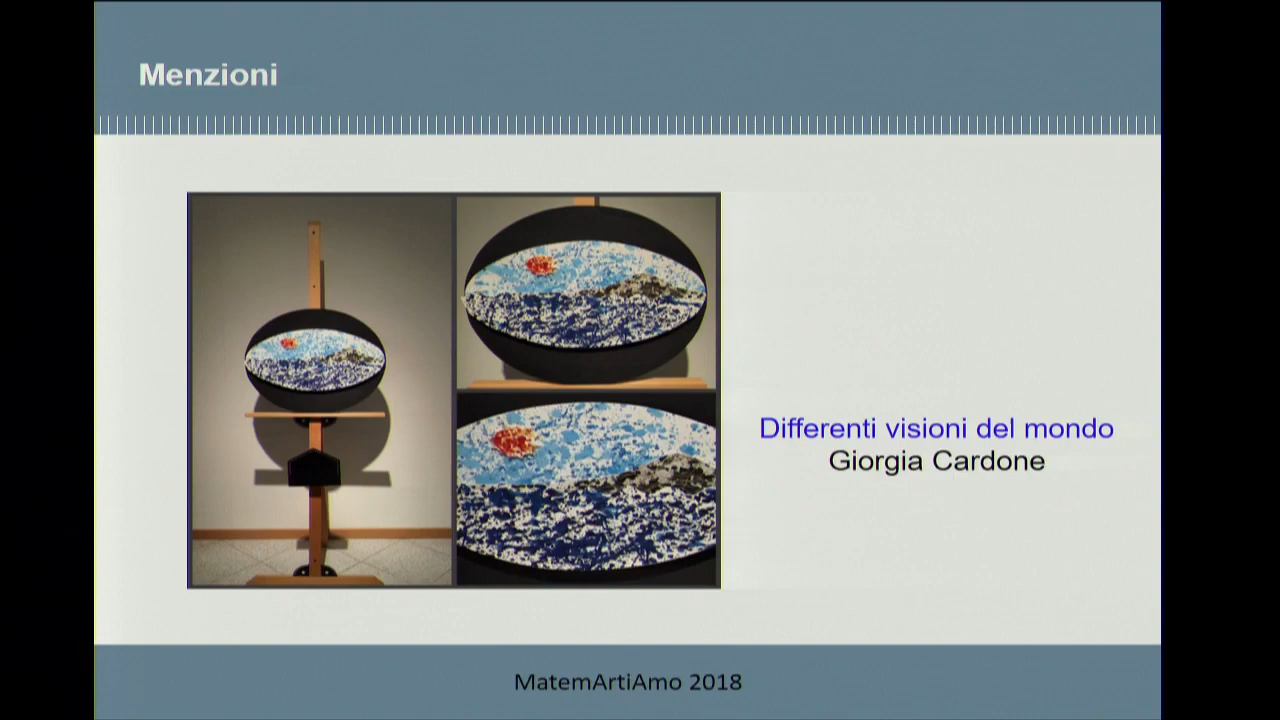 Menzioni
Differenti visioni del mondo
Giorgia Cardone
MatemArtiAmo 2018